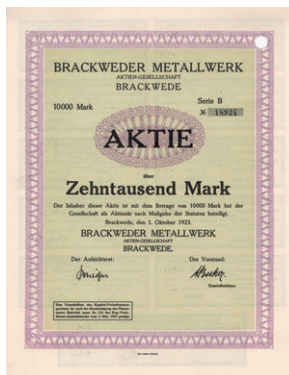 BRACKWEDER METALLWERK
AKTIEN-GESELLSCHAFT
BRACKWEDE
Serie B
10000 Mark
№ 18924
AKTIE
über
Zehntausend Mark
Der Inhaber dieser Aktie ist mit dem Betrage von 10000 Mark bei der
Gesellschaft als Aktionär nach Maßgabe der Statuten beteiligt.
Brackwede, den 1. Oktober 1923.
BRACKWEDER METALLWERK
AKTIEN-GESELLSCHAFT
BRACKWEDE.
Der Aufsichtsrat:
Der Vorstand:
Kontrollbeamter.